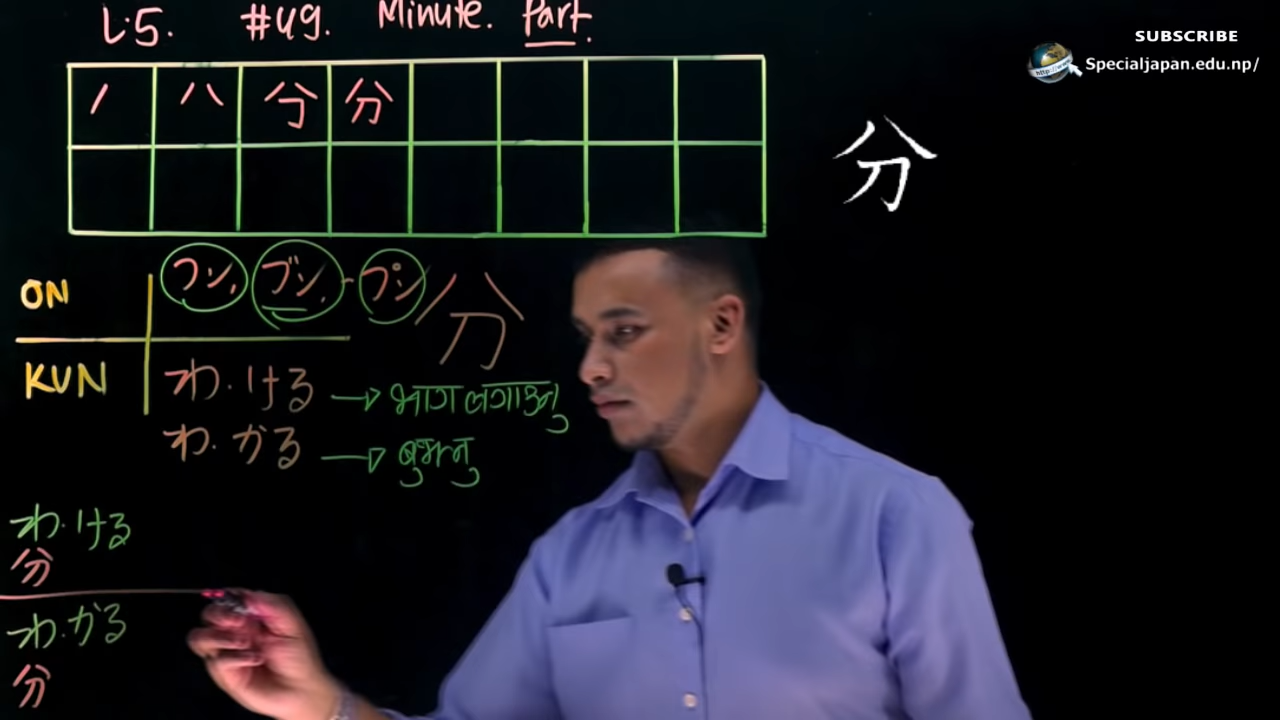 L:5. #49. Minute. Part.
SUBSCRIBE
Specialjapan.edu.np/
ノ 八 分 分
分
ON フン. ブン. プン 分
KUN わ.ける → भाग लगाउनु
わ.かる → बुझ्नु
わ.ける
分
わ.かる
分